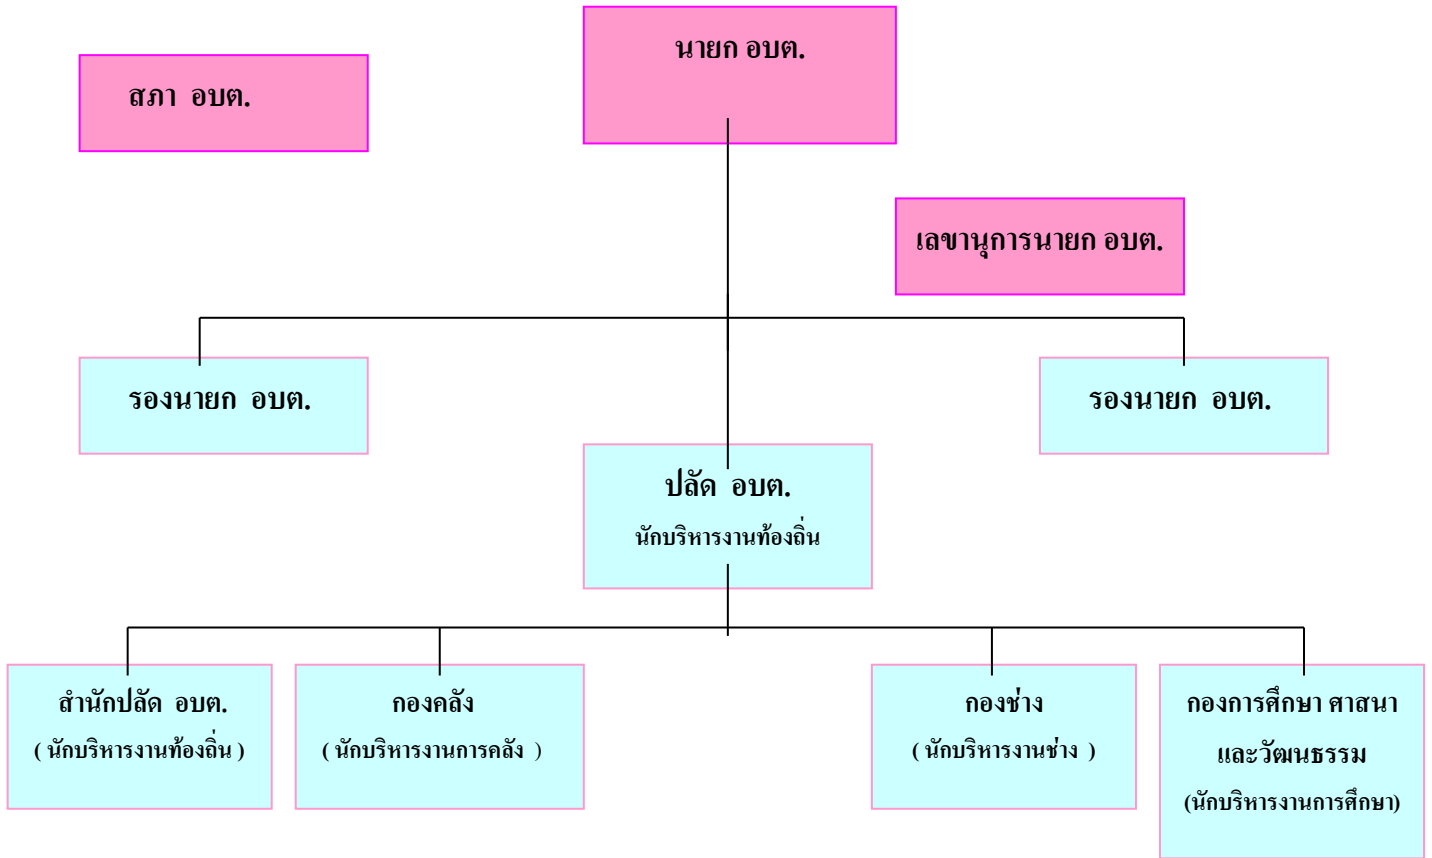 นายก อบต.
สภา อบต.
เลขานุการนายก อบต.
รองนายก อบต.
รองนายก อบต.
ปลัด อบต.
นักบริหารงานท้องถิ่น
สำนักปลัด อบต.
( นักบริหารงานท้องถิ่น )
กองคลัง
( นักบริหารงานการคลัง )
กองช่าง
( นักบริหารงานช่าง )
กองการศึกษา ศาสนา
และวัฒนธรรม
(นักบริหารงานการศึกษา)